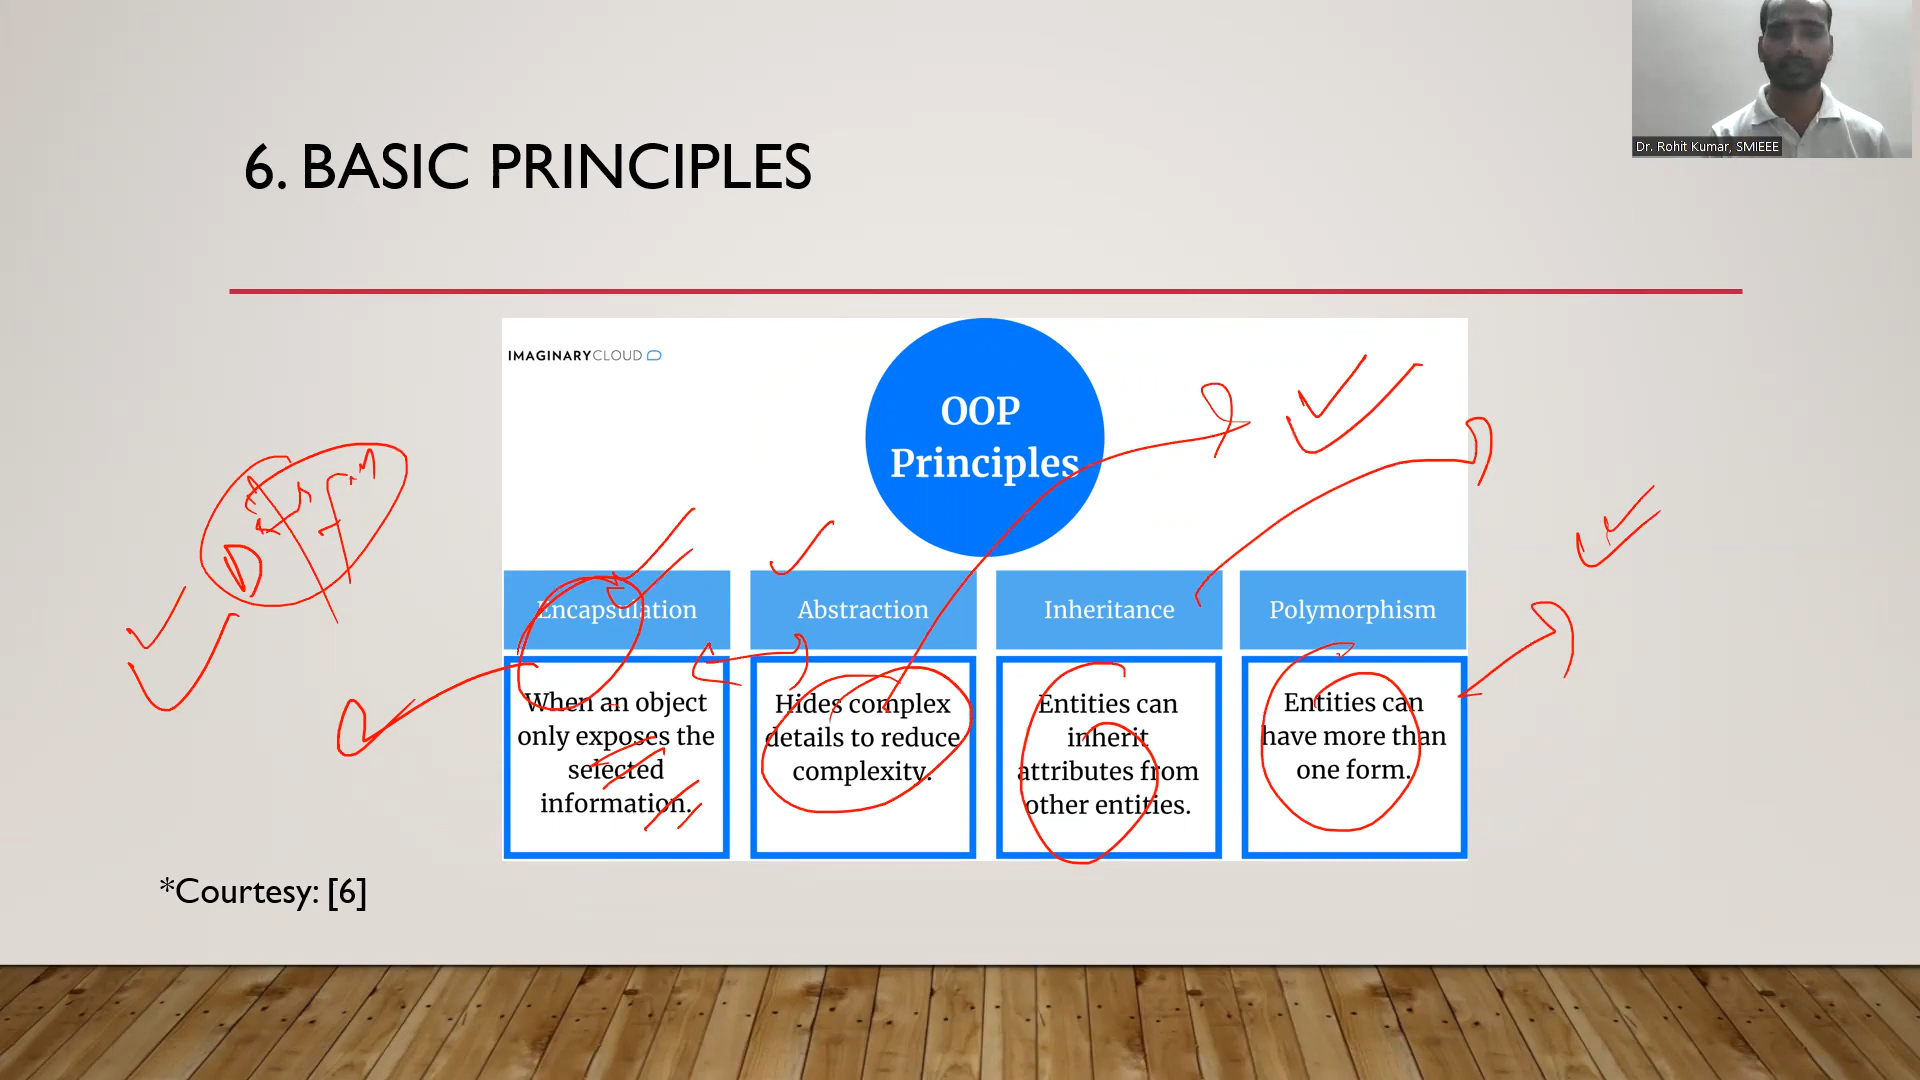 Dr. Rohit Kumar, SMIEEE
6. BASIC PRINCIPLES
IMAGINARYCLOUD
OOP
Principles
Encapsulation
When an object
only exposes the
selected
information.
Abstraction
Hides complex
details to reduce
complexity.
Inheritance
Entities can
inherit
attributes from
other entities.
Polymorphism
Entities can
have more than
one form.
*Courtesy: [6]